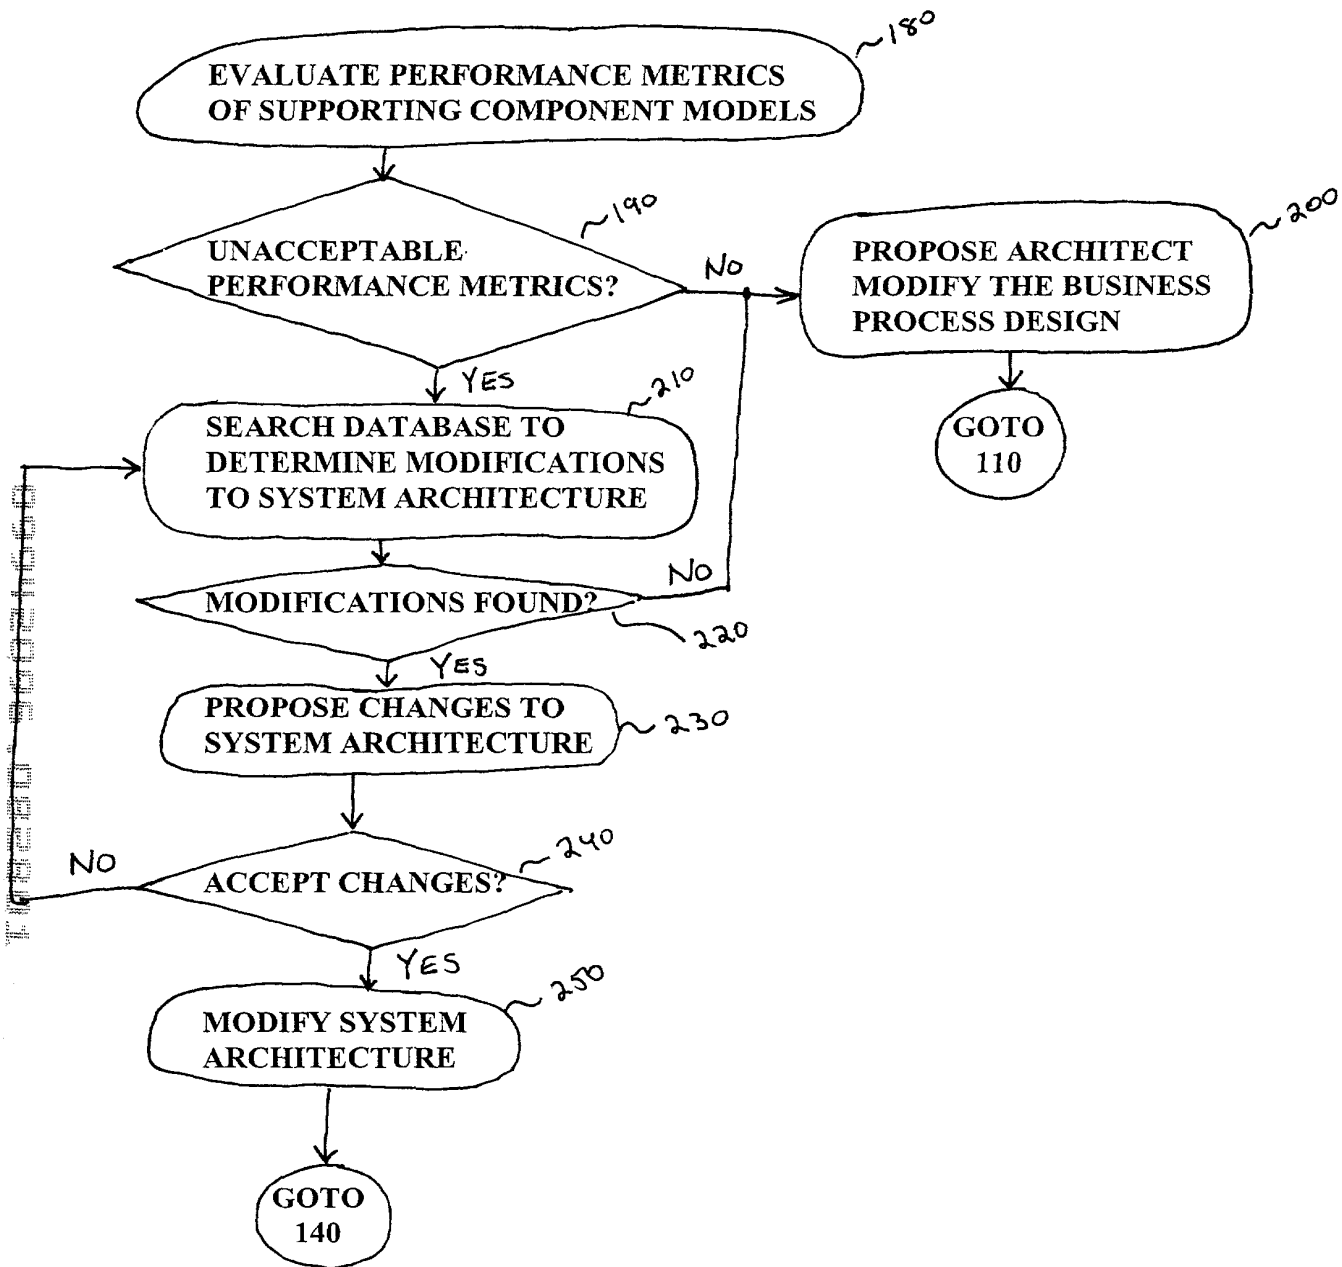 ~180
EVALUATE PERFORMANCE METRICS
OF SUPPORTING COMPONENT MODELS
~190
UNACCEPTABLE
PERFORMANCE METRICS?
NO
~200
PROPOSE ARCHITECT
MODIFY THE BUSINESS
PROCESS DESIGN
YES
GOTO
110
~210
SEARCH DATABASE TO
DETERMINE MODIFICATIONS
TO SYSTEM ARCHITECTURE
NO
MODIFICATIONS FOUND?
~220
YES
PROPOSE CHANGES TO
SYSTEM ARCHITECTURE
~230
NO
~240
ACCEPT CHANGES?
YES
~250
MODIFY SYSTEM
ARCHITECTURE
GOTO
140